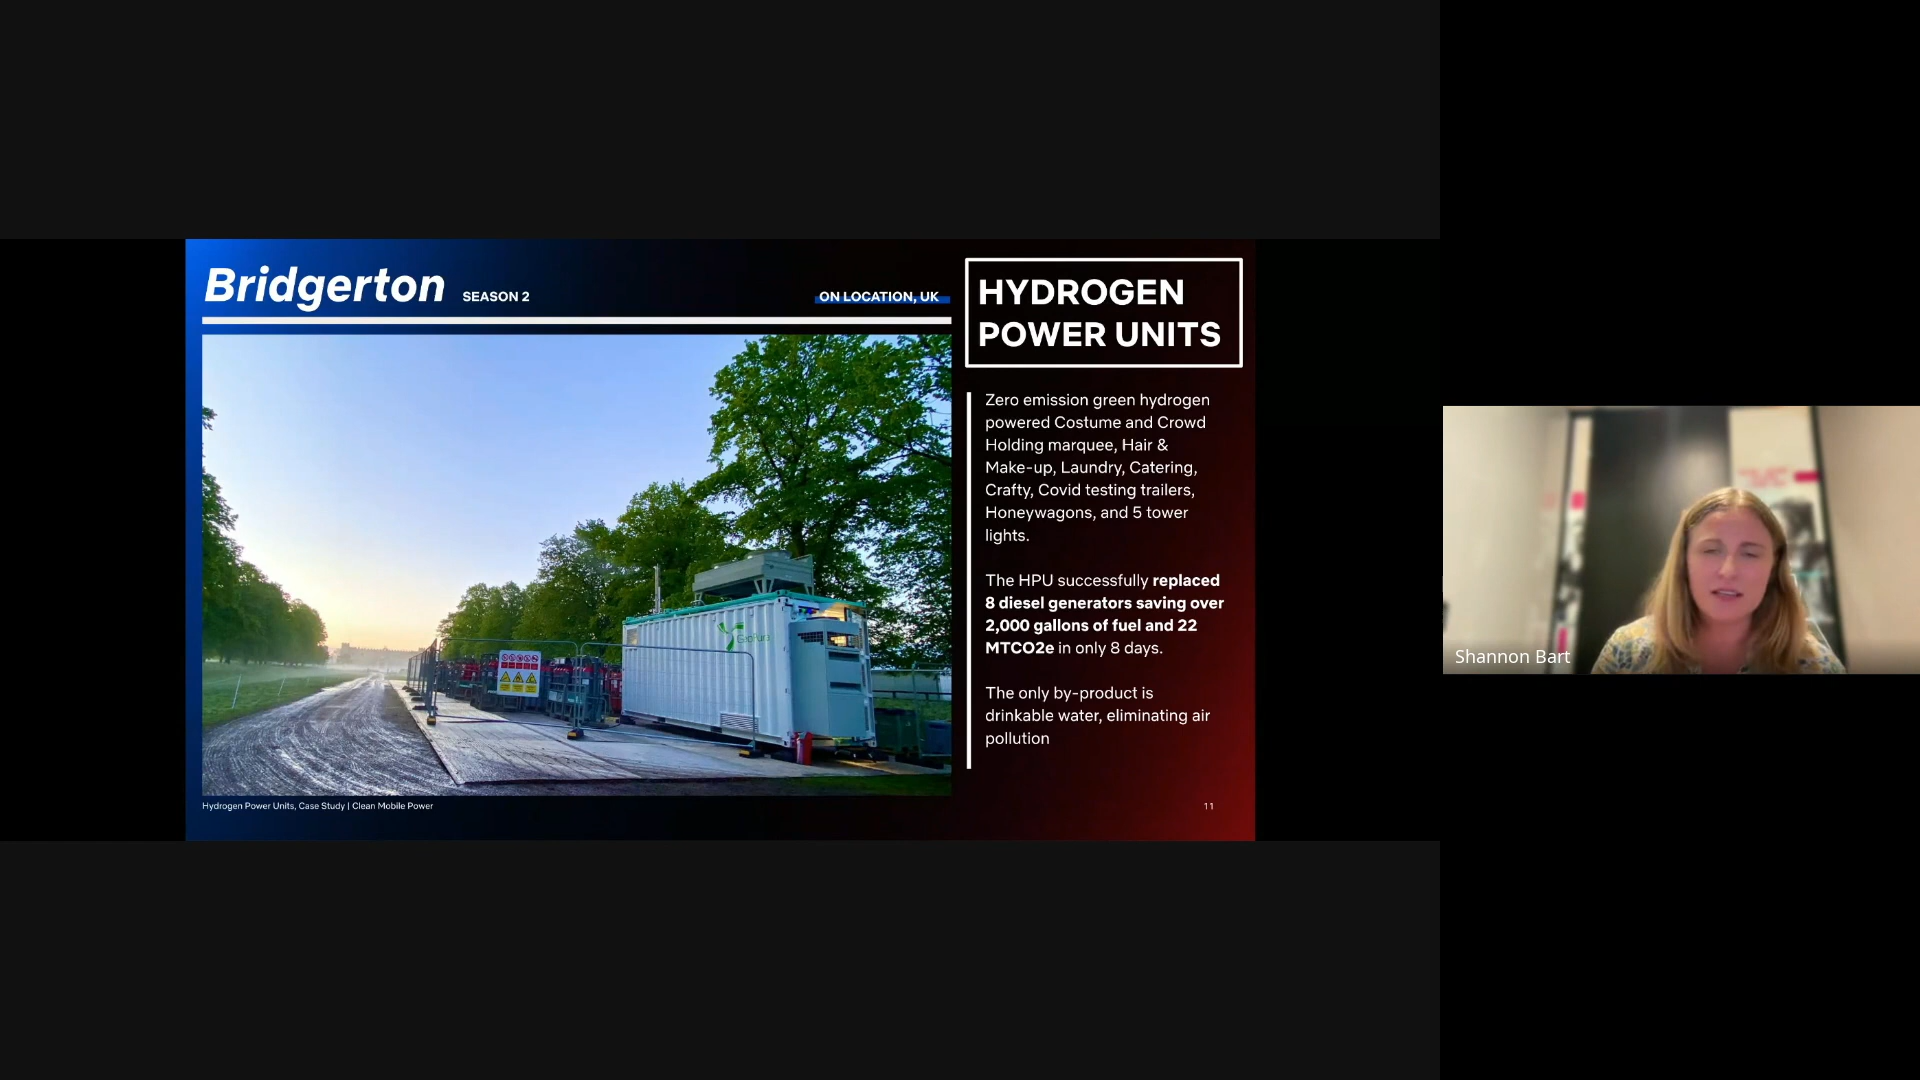 Bridgerton SEASON 2
ON LOCATION, UK
HYDROGEN
POWER UNITS
Zero emission green hydrogen
powered Costume and Crowd
Holding marquee, Hair &
Make-up, Laundry, Catering,
Crafty, Covid testing trailers,
Honeywagons, and 5 tower
lights.
The HPU successfully replaced
8 diesel generators saving over
2,000 gallons of fuel and 22
MTCO2e in only 8 days.
The only by-product is
drinkable water, eliminating air
pollution
GeoPura
Hydrogen Power Units, Case Study | Clean Mobile Power
11
Shannon Bart